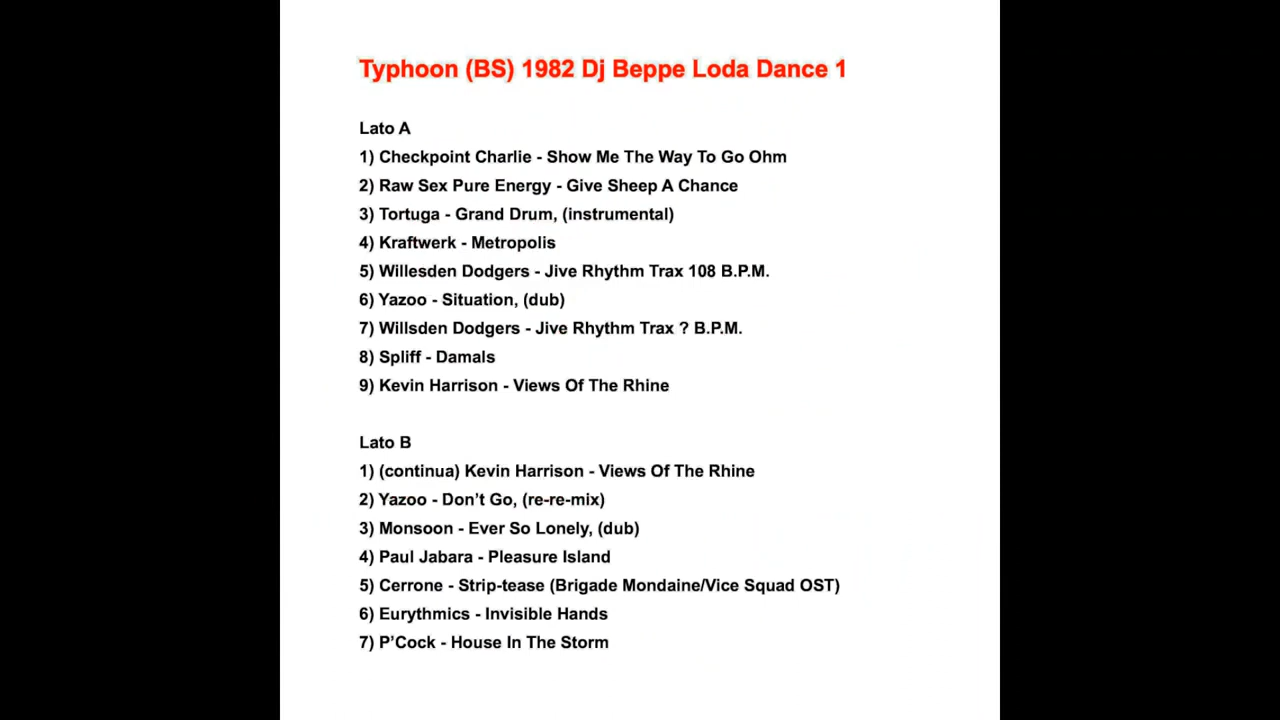 Typhoon (BS) 1982 Dj Beppe Loda Dance 1
Lato A
1) Checkpoint Charlie - Show Me The Way To Go Ohm
2) Raw Sex Pure Energy - Give Sheep A Chance
3) Tortuga - Grand Drum, (instrumental)
4) Kraftwerk - Metropolis
5) Willesden Dodgers - Jive Rhythm Trax 108 B.P.M.
6) Yazoo - Situation, (dub)
7) Willsden Dodgers - Jive Rhythm Trax ? B.P.M.
8) Spliff - Damals
9) Kevin Harrison - Views Of The Rhine
Lato B
1) (continua) Kevin Harrison - Views Of The Rhine
2) Yazoo - Don’t Go, (re-re-mix)
3) Monsoon - Ever So Lonely, (dub)
4) Paul Jabara - Pleasure Island
5) Cerrone - Strip-tease (Brigade Mondaine/Vice Squad OST)
6) Eurythmics - Invisible Hands
7) P’Cock - House In The Storm